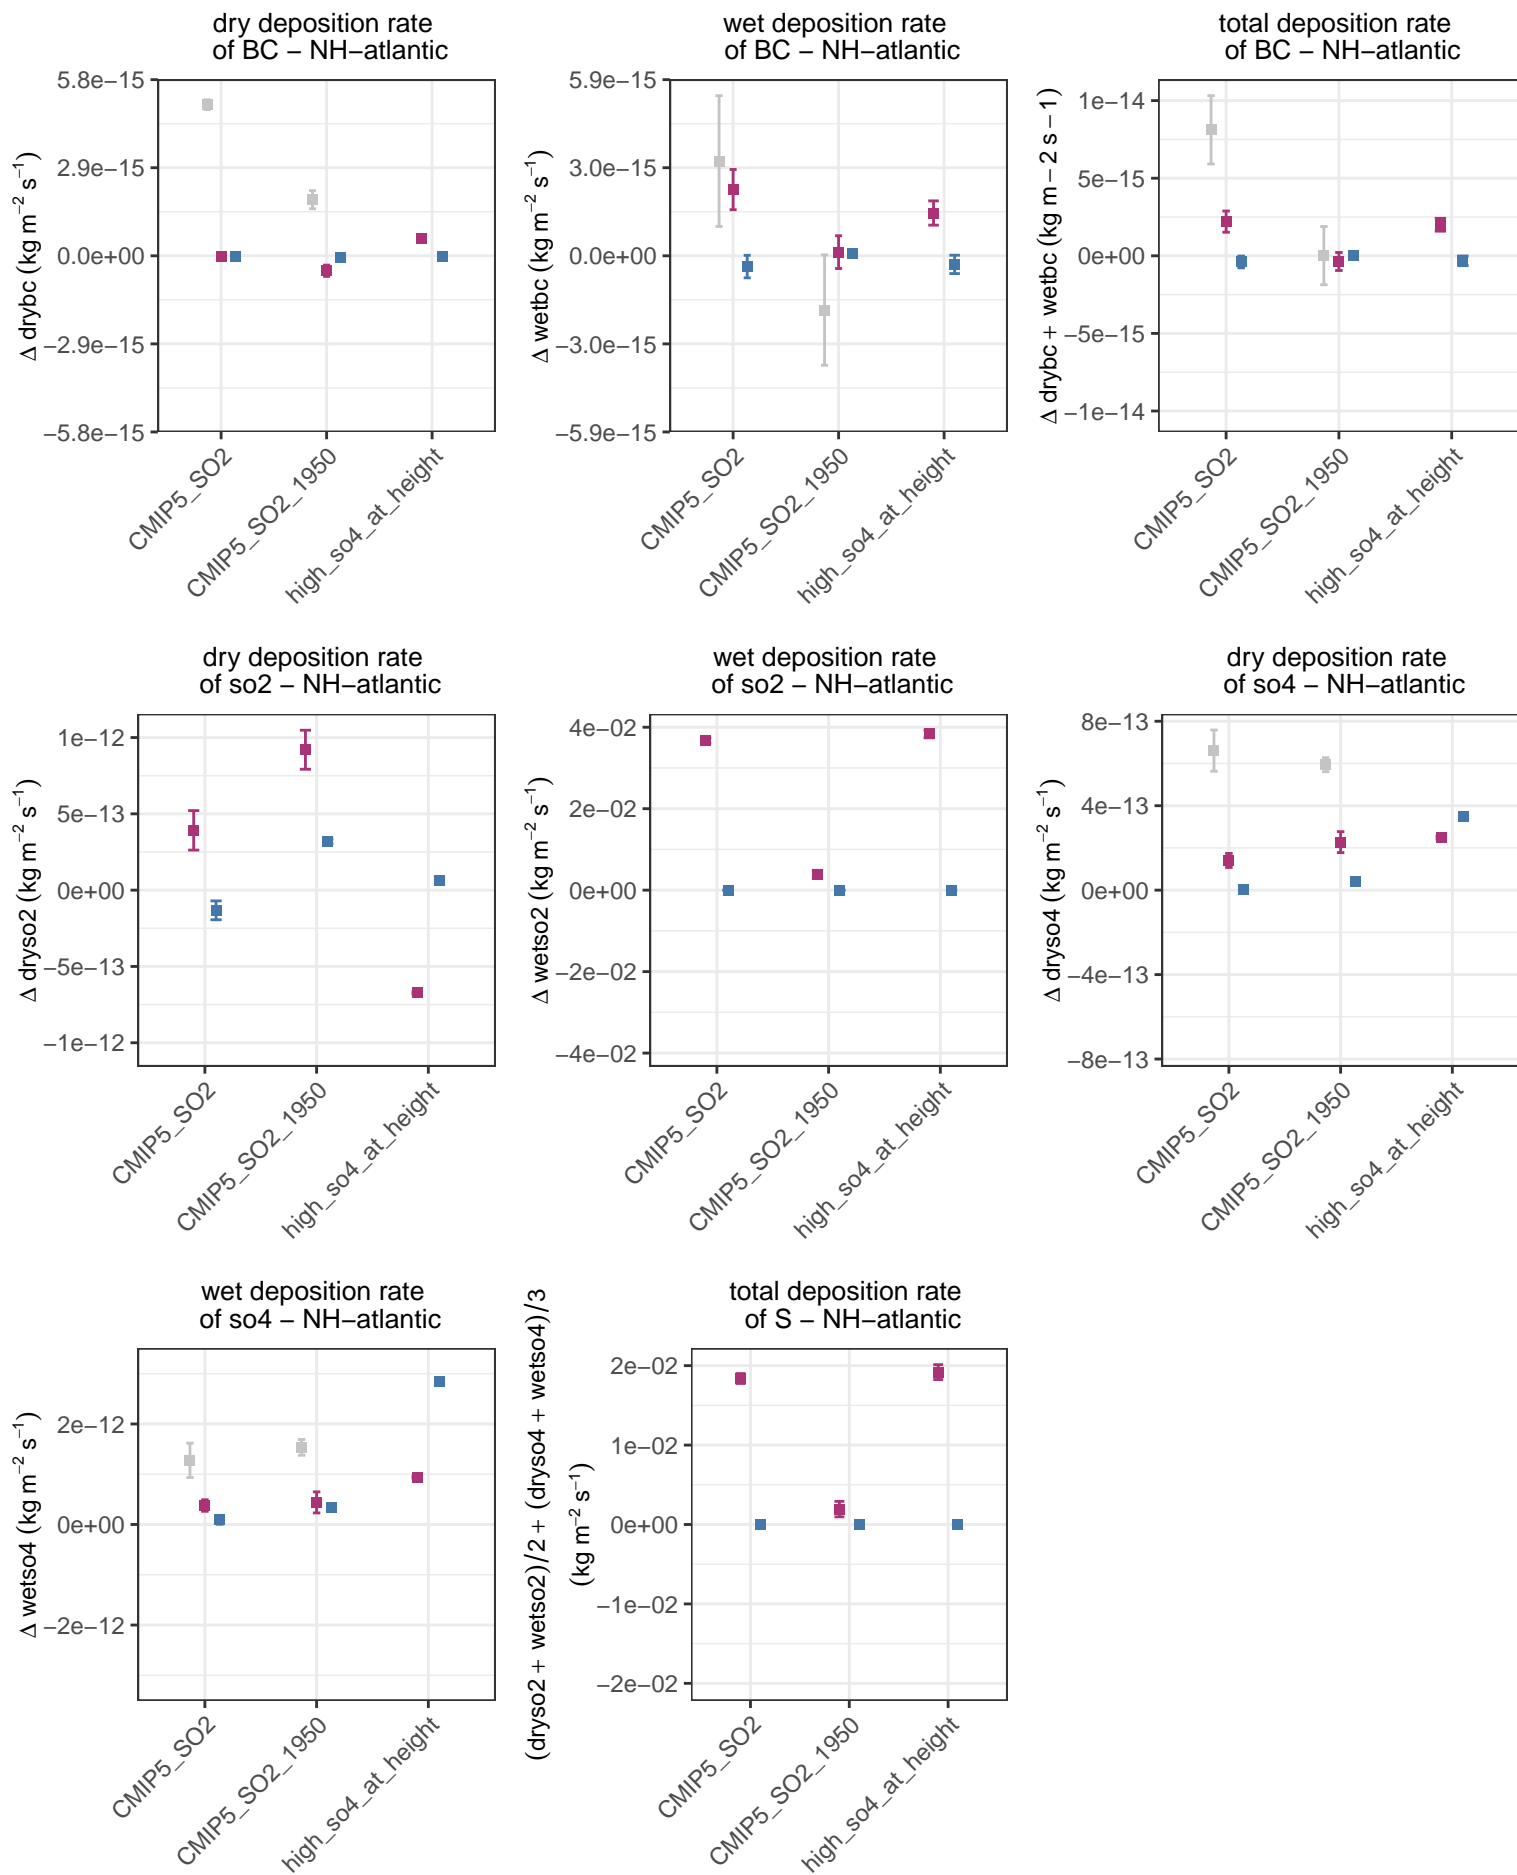 dry deposition rate
of BC − NH−atlantic
Δ drybc (kg m⁻² s⁻¹)
5.8e−15
2.9e−15
0.0e+00
−2.9e−15
−5.8e−15
CMIP5_SO2
CMIP5_SO2_1950
high_so4_at_height
wet deposition rate
of BC − NH−atlantic
Δ wetbc (kg m⁻² s⁻¹)
5.9e−15
3.0e−15
0.0e+00
−3.0e−15
−5.9e−15
CMIP5_SO2
CMIP5_SO2_1950
high_so4_at_height
total deposition rate
of BC − NH−atlantic
Δ drybc + wetbc (kg m − 2 s − 1)
1e−14
5e−15
0e+00
−5e−15
−1e−14
CMIP5_SO2
CMIP5_SO2_1950
high_so4_at_height
dry deposition rate
of so2 − NH−atlantic
Δ dryso2 (kg m⁻² s⁻¹)
1e−12
5e−13
0e+00
−5e−13
−1e−12
CMIP5_SO2
CMIP5_SO2_1950
high_so4_at_height
wet deposition rate
of so2 − NH−atlantic
Δ wetso2 (kg m⁻² s⁻¹)
4e−02
2e−02
0e+00
−2e−02
−4e−02
CMIP5_SO2
CMIP5_SO2_1950
high_so4_at_height
dry deposition rate
of so4 − NH−atlantic
Δ dryso4 (kg m⁻² s⁻¹)
8e−13
4e−13
0e+00
−4e−13
−8e−13
CMIP5_SO2
CMIP5_SO2_1950
high_so4_at_height
wet deposition rate
of so4 − NH−atlantic
Δ wetso4 (kg m⁻² s⁻¹)
2e−12
0e+00
−2e−12
CMIP5_SO2
CMIP5_SO2_1950
high_so4_at_height
total deposition rate
of S − NH−atlantic
(dryso2 + wetso2)/2 + (dryso4 + wetso4)/3
(kg m⁻² s⁻¹)
2e−02
1e−02
0e+00
−1e−02
−2e−02
CMIP5_SO2
CMIP5_SO2_1950
high_so4_at_height